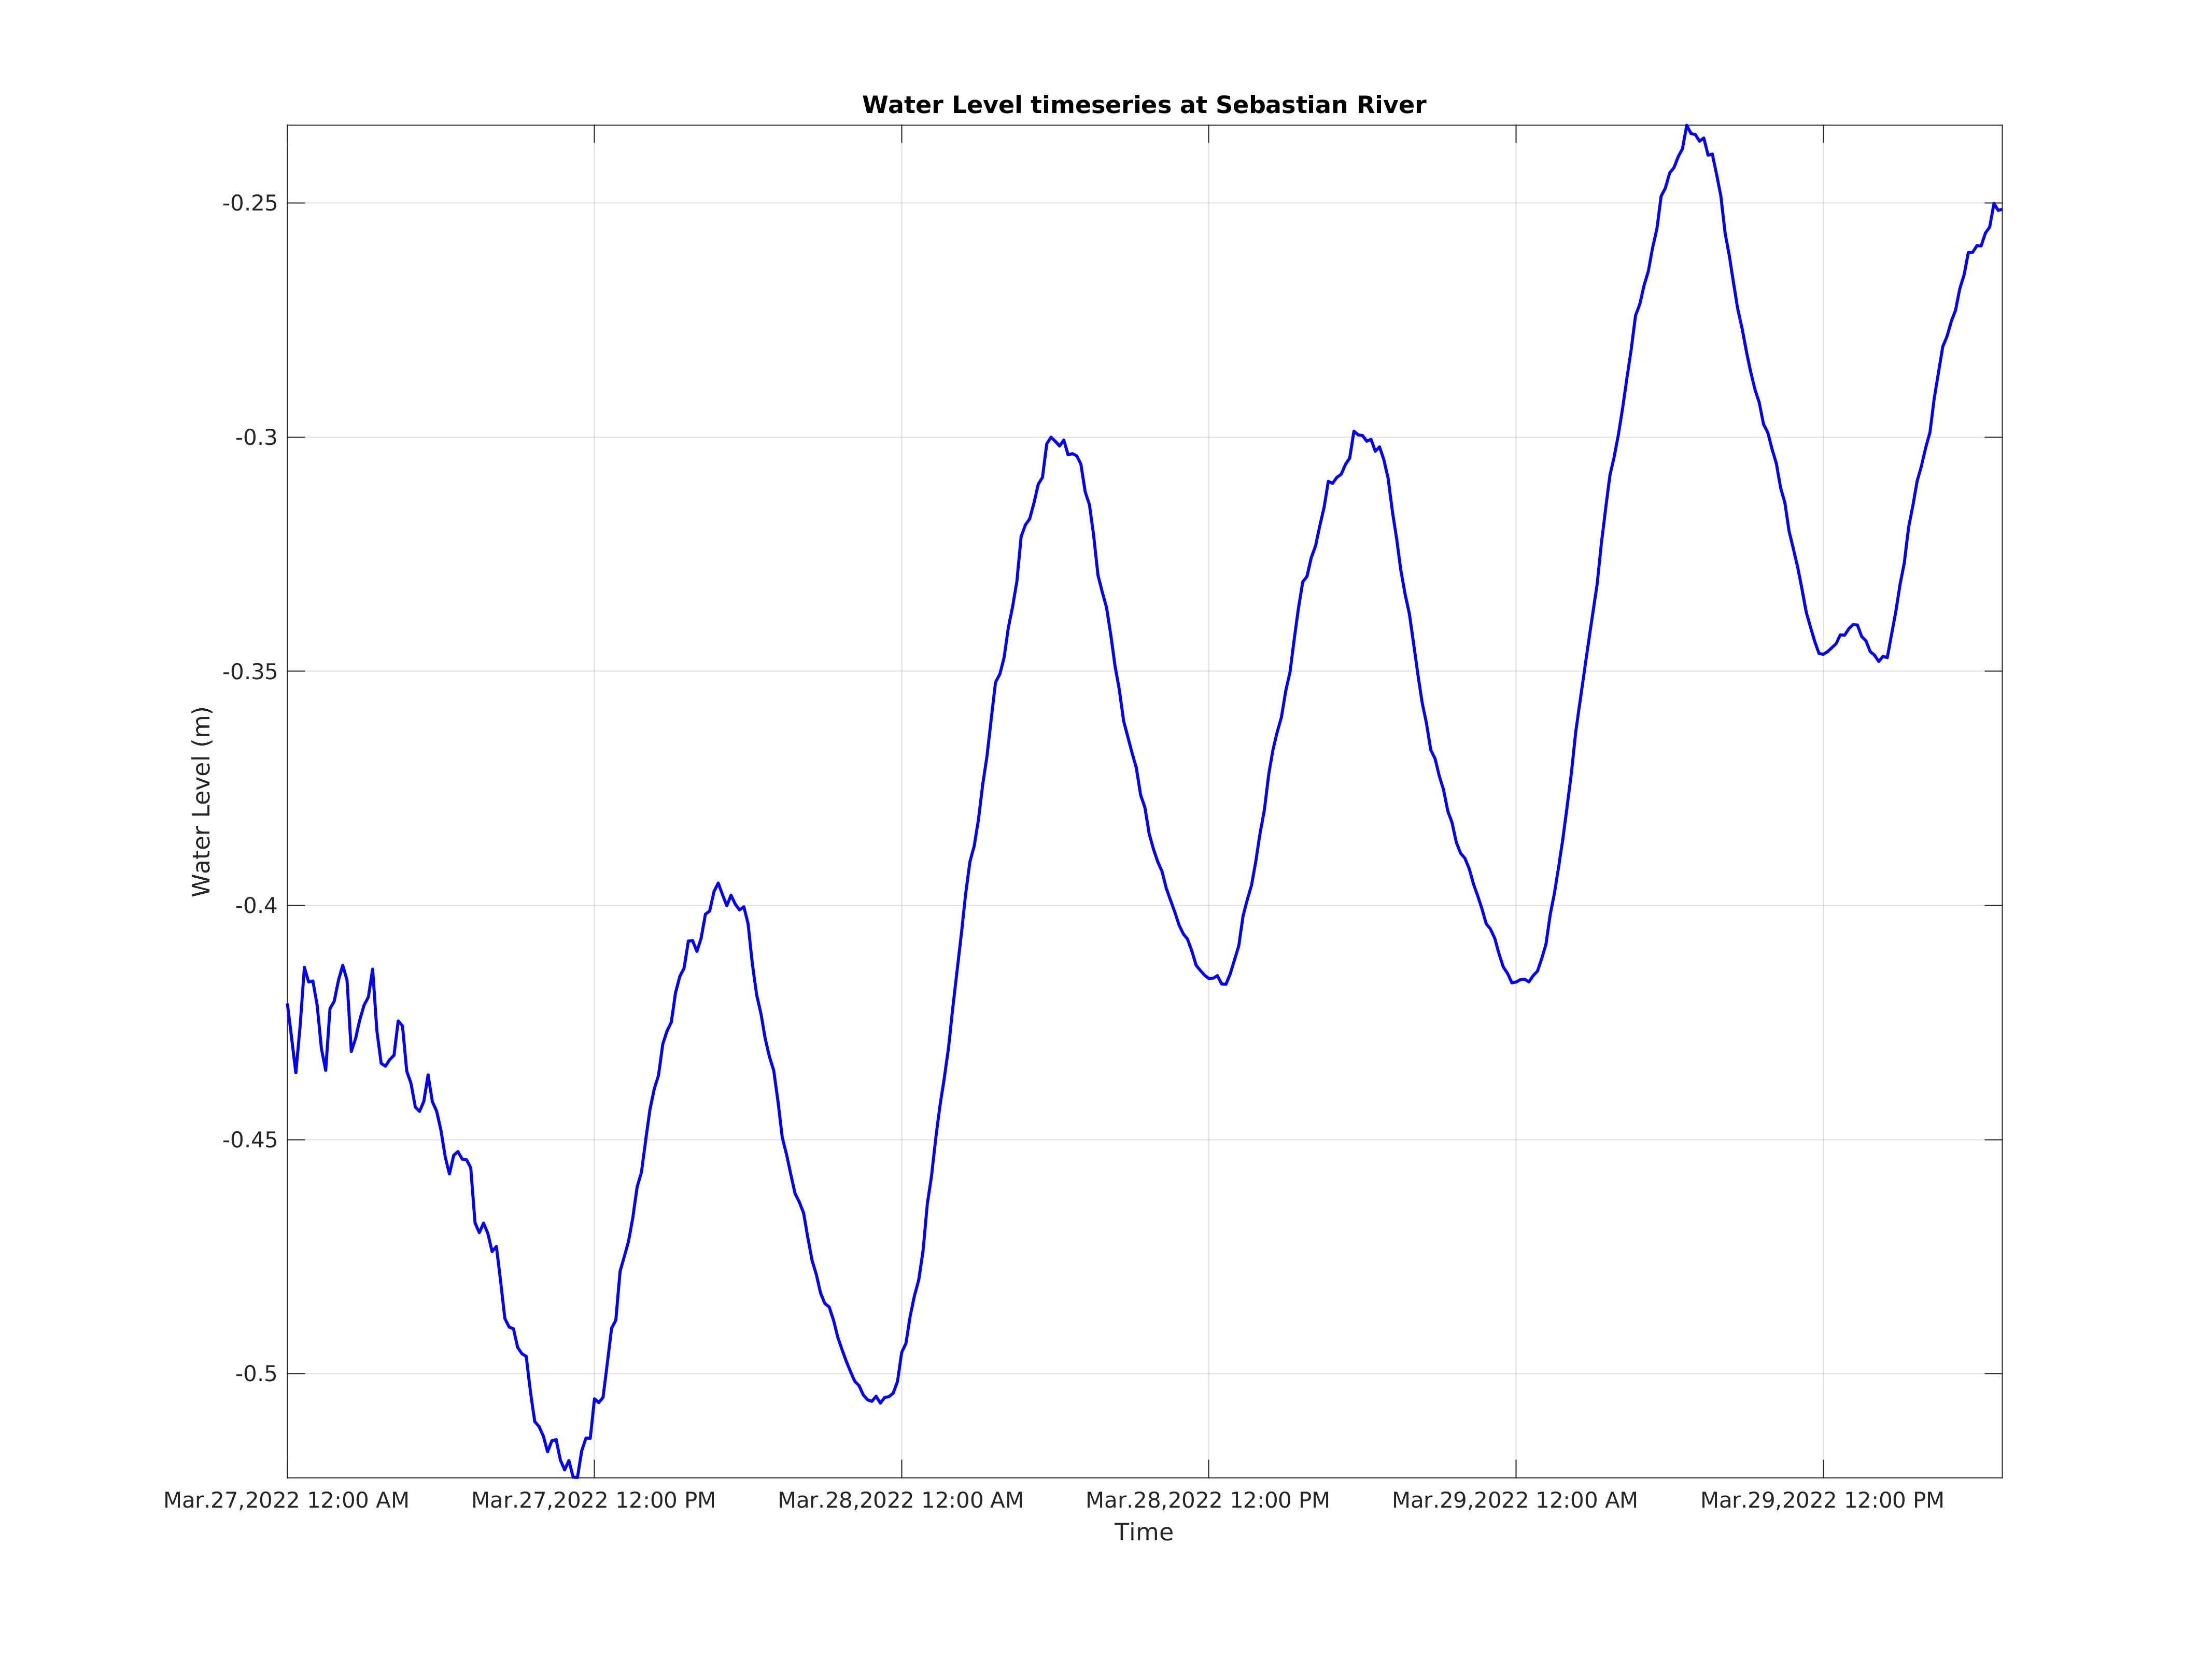 Water Level timeseries at Sebastian River
-0.25
-0.3
-0.35
-0.4
-0.45
-0.5
Water Level (m)
Mar.27,2022 12:00 AM
Mar.27,2022 12:00 PM
Mar.28,2022 12:00 AM
Mar.28,2022 12:00 PM
Mar.29,2022 12:00 AM
Mar.29,2022 12:00 PM
Time